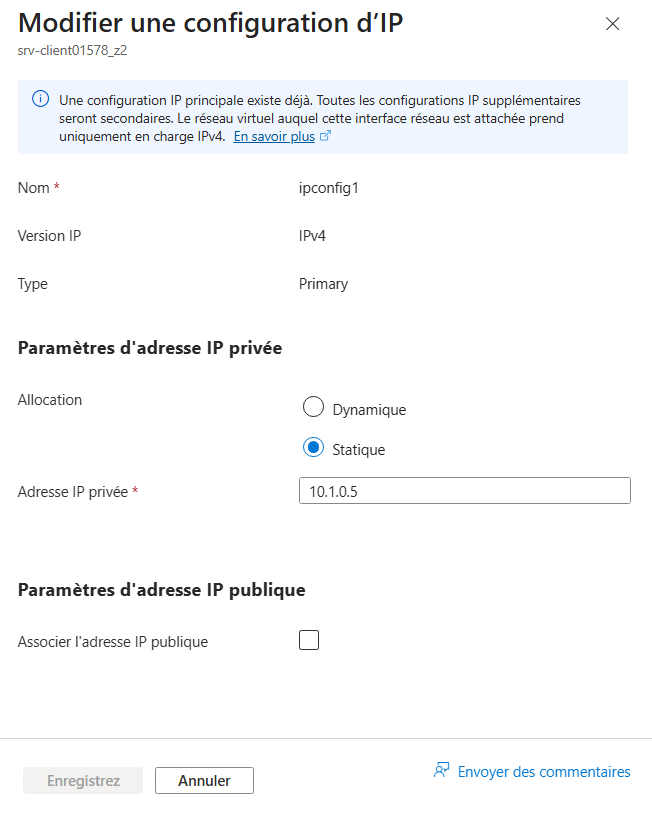 Modifier une configuration d’IP
srv-client01578_z2
Une configuration IP principale existe déjà. Toutes les configurations IP supplémentaires
seront secondaires. Le réseau virtuel auquel cette interface réseau est attachée prend
uniquement en charge IPv4. En savoir plus
Nom * ipconfig1
Version IP IPv4
Type Primary
Paramètres d'adresse IP privée
Allocation
Dynamique
Statique
Adresse IP privée * 10.1.0.5
Paramètres d'adresse IP publique
Associer l'adresse IP publique
Enregistrez Annuler Envoyer des commentaires